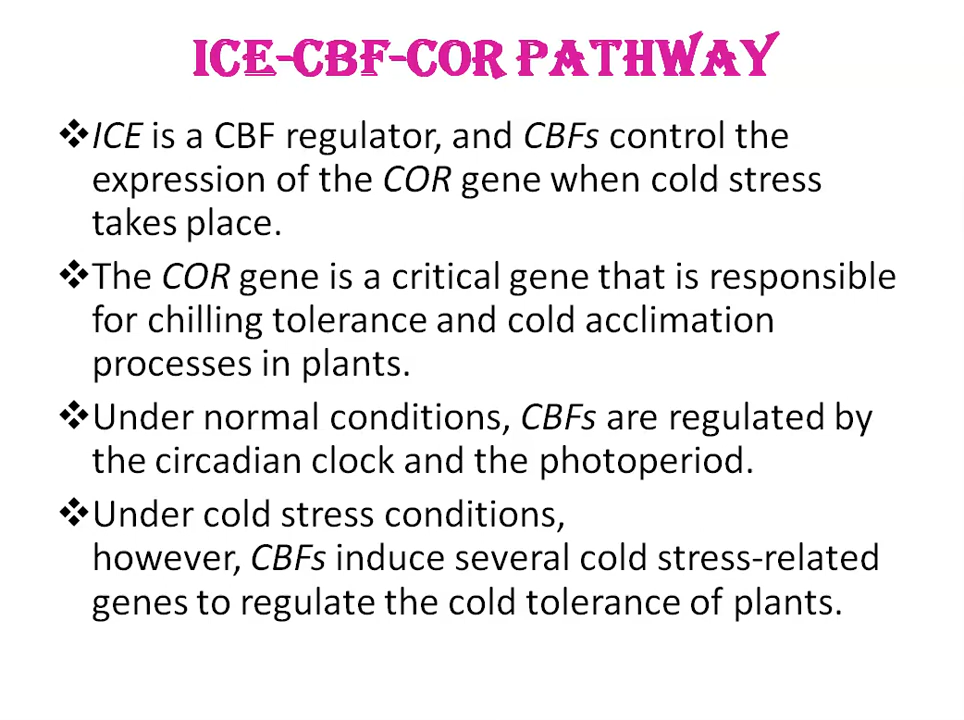 ICE-CBF-COR PATHWAY
❖ICE is a CBF regulator, and CBFs control the
expression of the COR gene when cold stress
takes place.
❖The COR gene is a critical gene that is responsible
for chilling tolerance and cold acclimation
processes in plants.
❖Under normal conditions, CBFs are regulated by
the circadian clock and the photoperiod.
❖Under cold stress conditions,
however, CBFs induce several cold stress-related
genes to regulate the cold tolerance of plants.